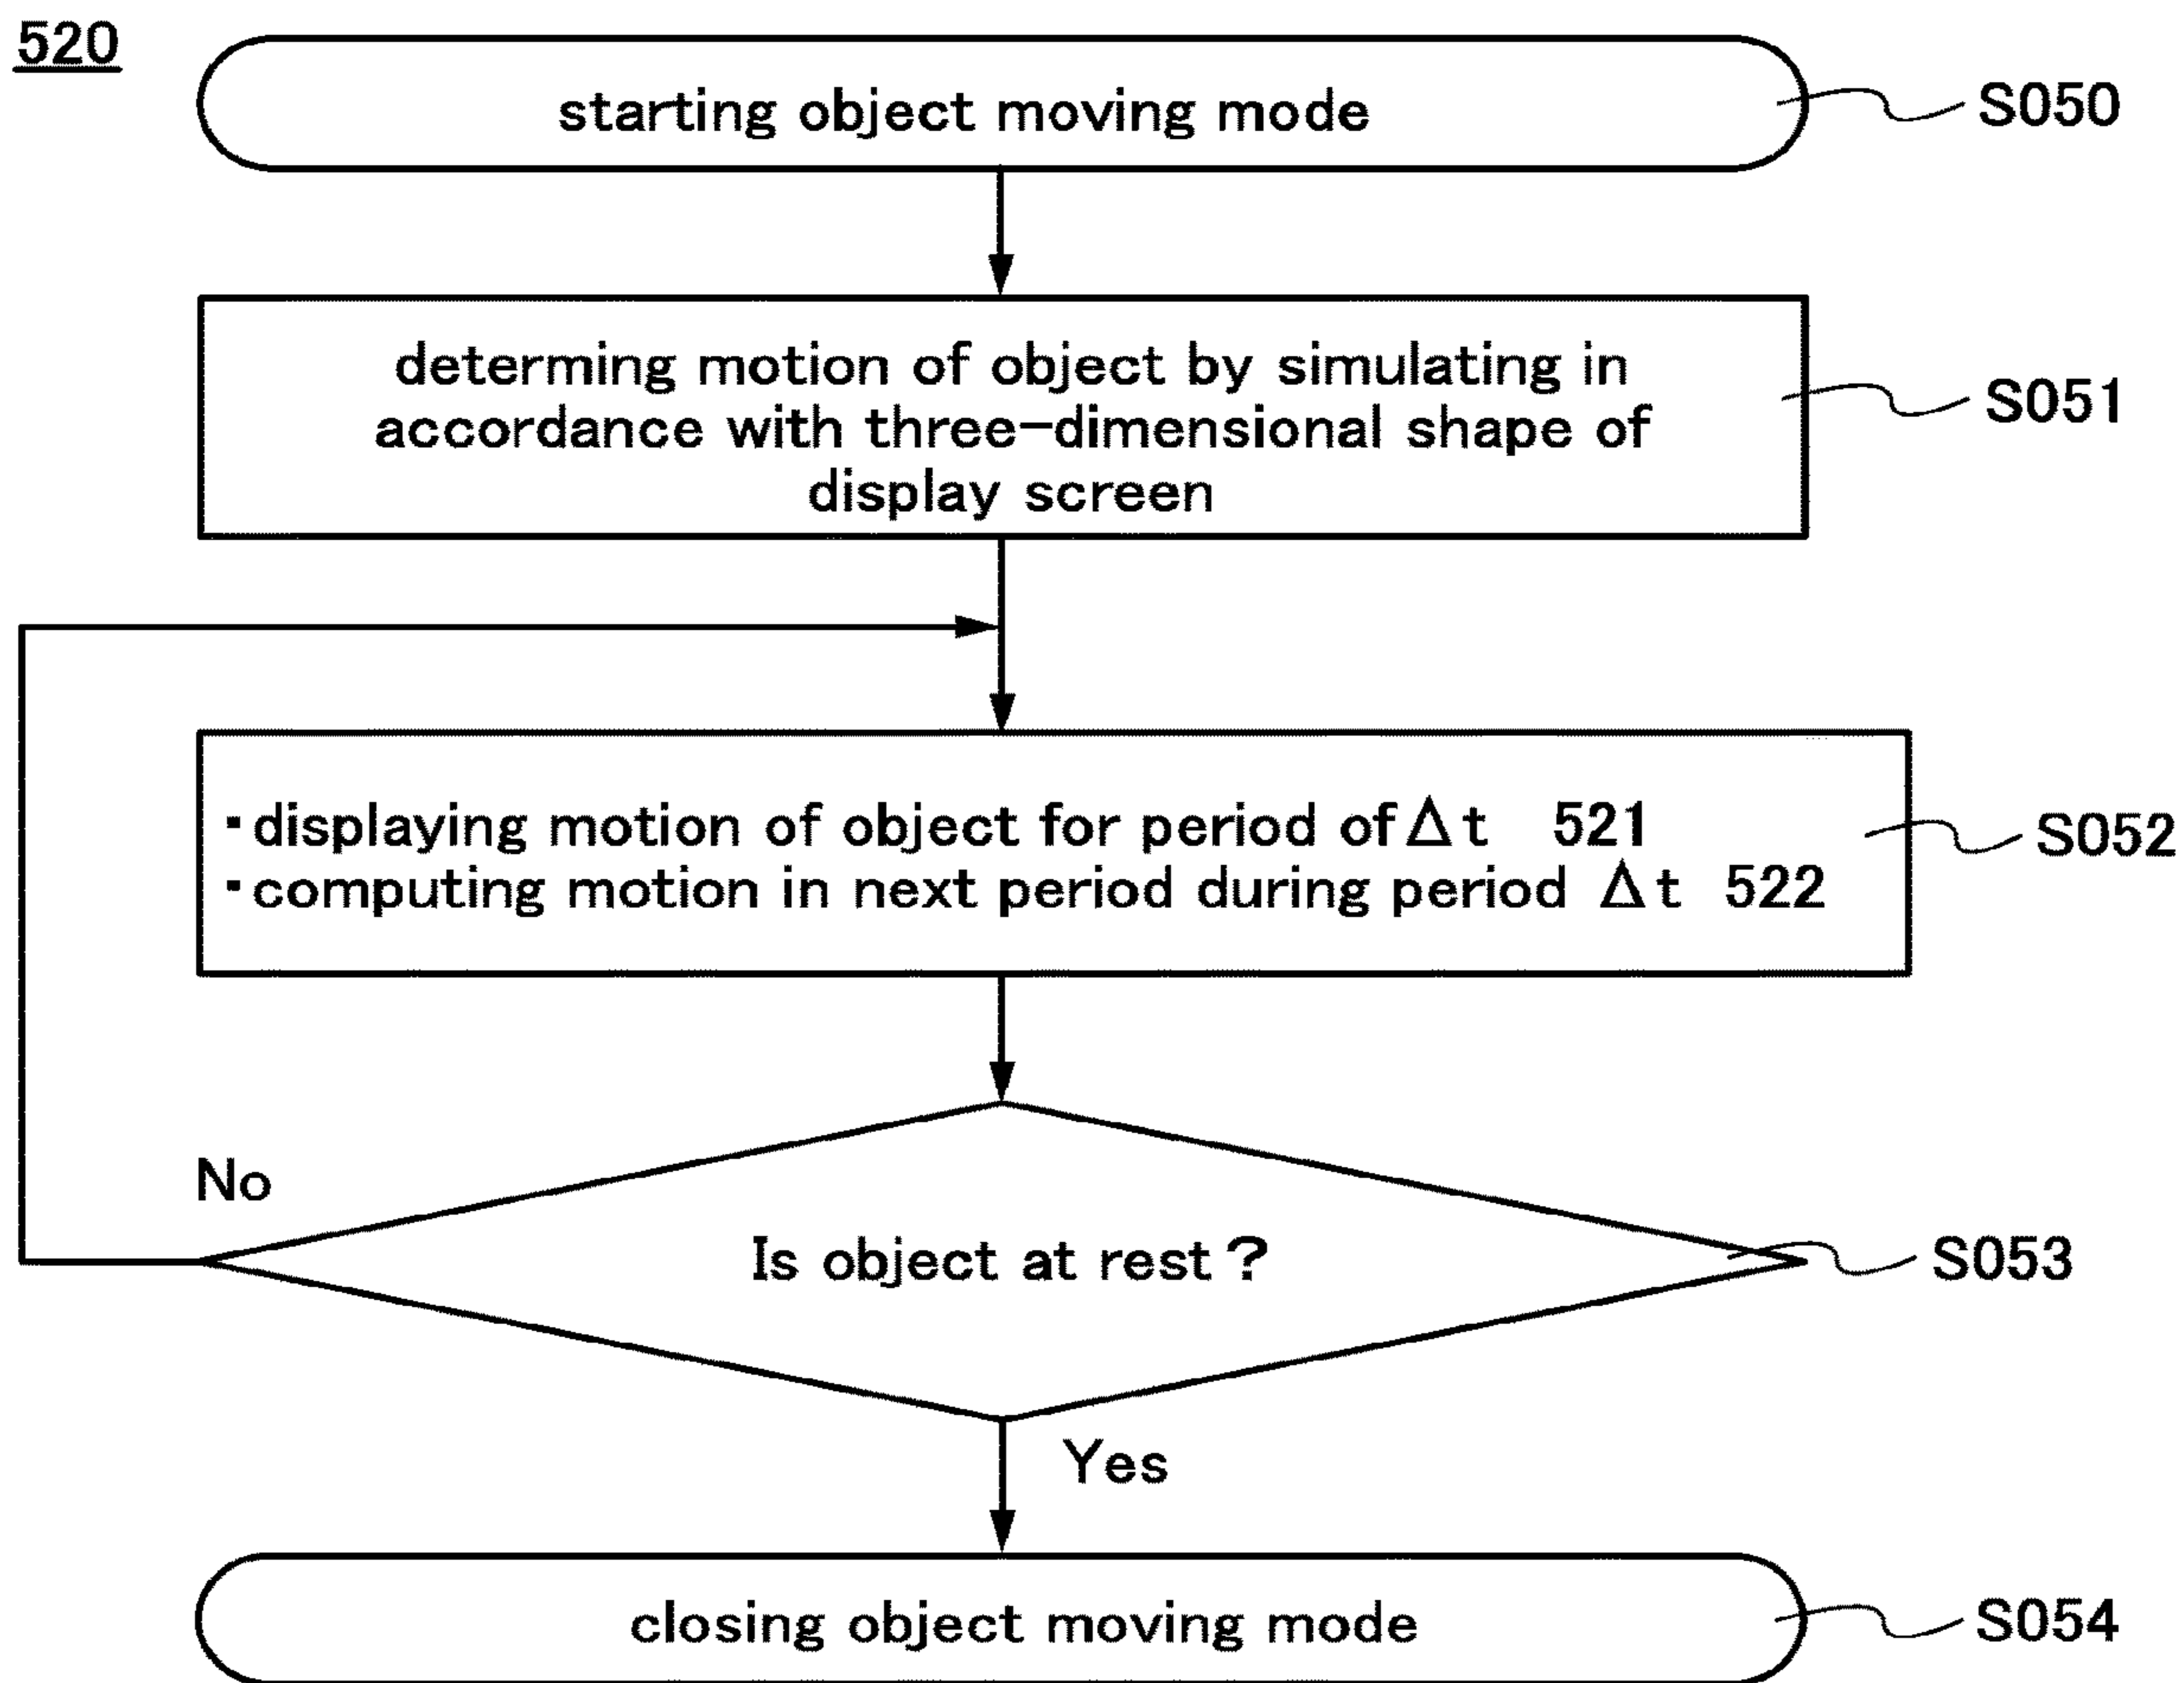 520
starting object moving mode
S050
determing motion of object by simulating in
accordance with three-dimensional shape of
display screen
S051
・displaying motion of object for period of Δt 521
・computing motion in next period during period Δt 522
S052
No
Is object at rest?
S053
Yes
closing object moving mode
S054